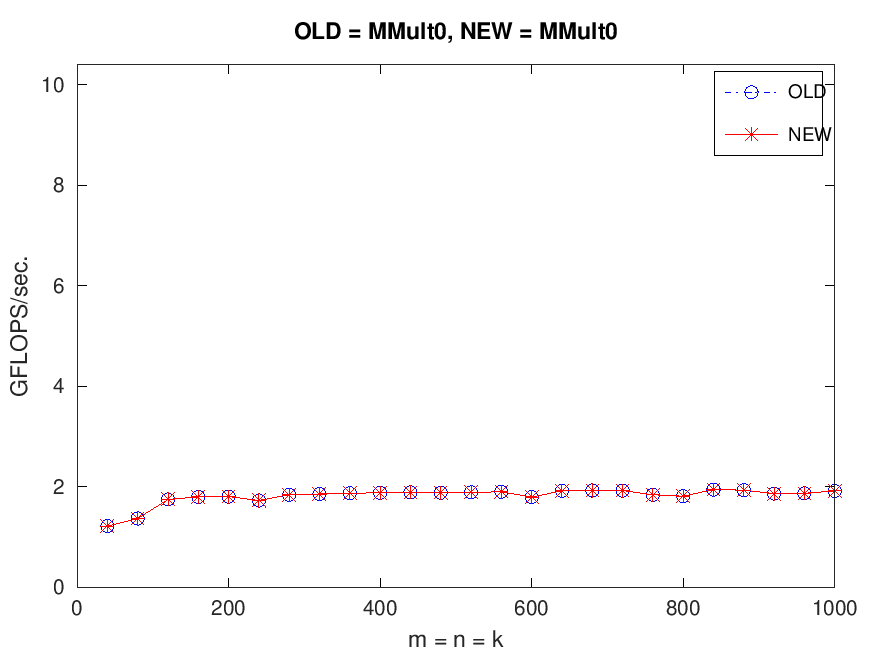 OLD = MMult0, NEW = MMult0
10
8
6
4
2
0
GFLOPS/sec.
OLD
NEW
0 200 400 600 800 1000
m = n = k